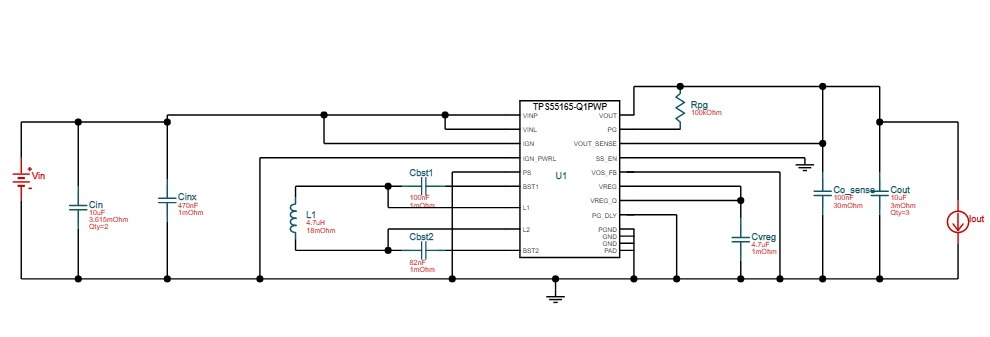 TPS55165-Q1PWP
VINP
VINL
IGN
IGN_PWRL
PS
BST1
L1
L2
BST2
U1
VOUT
PG
VOUT_SENSE
SS_EN
VOS_FB
VREG
VREG_Q
PG_DLY
PGND
GND
GND
PAD
Vin
Cin
10uF
3.615mOhm
Qty=2
Cinx
470nF
1mOhm
L1
4.7uH
18mOhm
Cbst1
100nF
1mOhm
Cbst2
82nF
1mOhm
Rpg
100kOhm
Cvreg
4.7uF
1mOhm
Co_sense
100nF
30mOhm
Cout
10uF
3mOhm
Qty=3
Iout